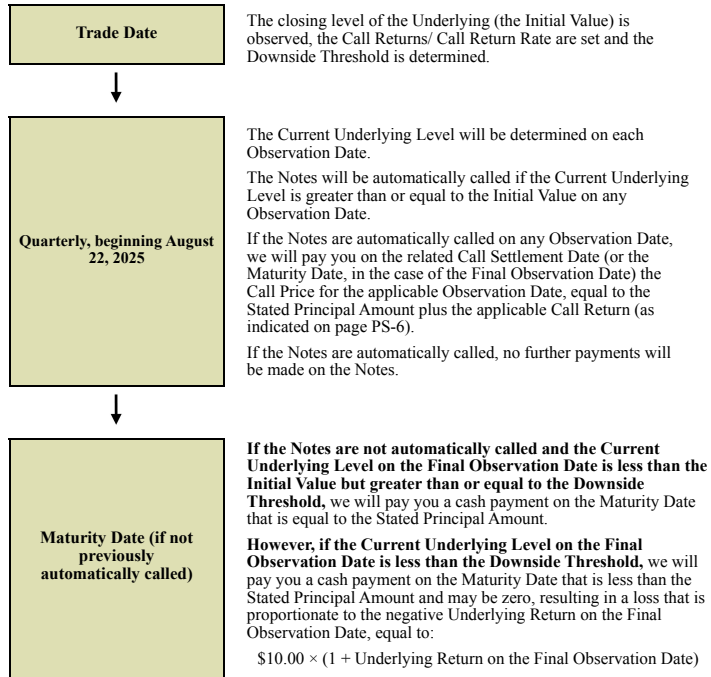 Trade Date
The closing level of the Underlying (the Initial Value) is
observed, the Call Returns/ Call Return Rate are set and the
Downside Threshold is determined.
Quarterly, beginning August
22, 2025
The Current Underlying Level will be determined on each
Observation Date.
The Notes will be automatically called if the Current Underlying
Level is greater than or equal to the Initial Value on any
Observation Date.
If the Notes are automatically called on any Observation Date,
we will pay you on the related Call Settlement Date (or the
Maturity Date, in the case of the Final Observation Date) the
Call Price for the applicable Observation Date, equal to the
Stated Principal Amount plus the applicable Call Return (as
indicated on page PS-6).
If the Notes are automatically called, no further payments will
be made on the Notes.
Maturity Date (if not
previously
automatically called)
If the Notes are not automatically called and the Current
Underlying Level on the Final Observation Date is less than the
Initial Value but greater than or equal to the Downside
Threshold, we will pay you a cash payment on the Maturity Date
that is equal to the Stated Principal Amount.
However, if the Current Underlying Level on the Final
Observation Date is less than the Downside Threshold, we will
pay you a cash payment on the Maturity Date that is less than the
Stated Principal Amount and may be zero, resulting in a loss that is
proportionate to the negative Underlying Return on the Final
Observation Date, equal to:
$10.00 × (1 + Underlying Return on the Final Observation Date)